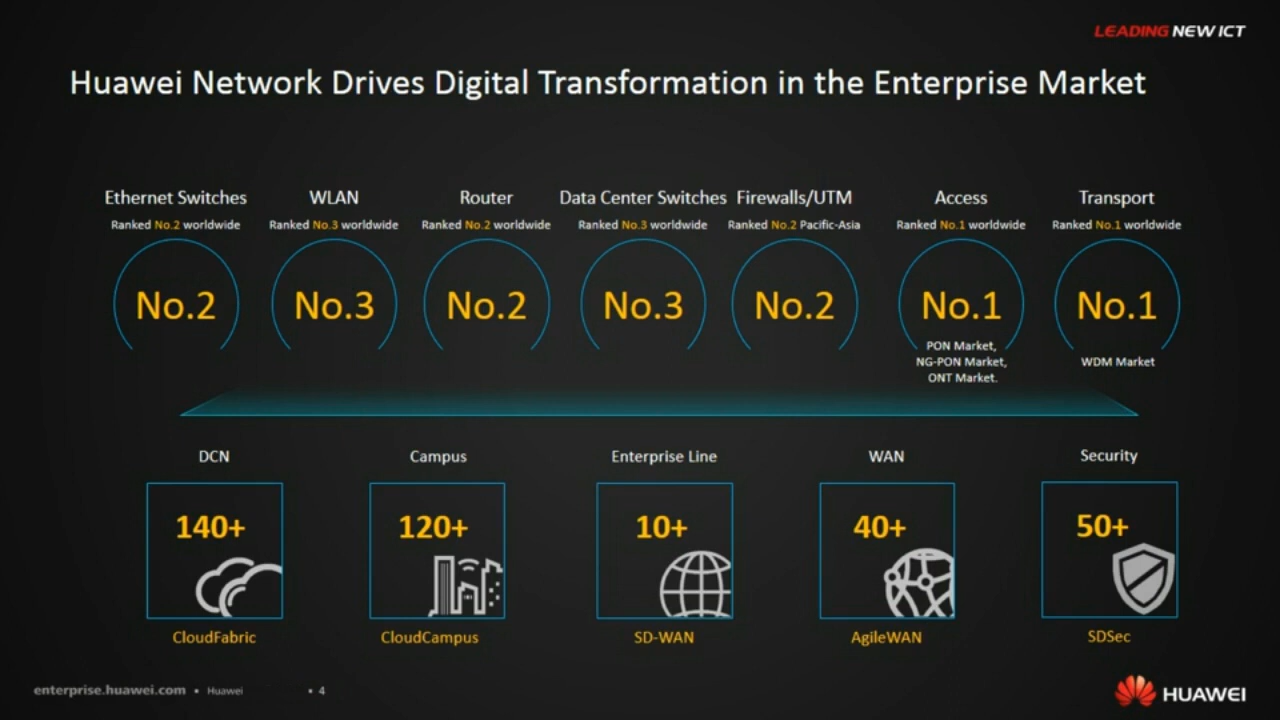 LEADING NEW ICT
Huawei Network Drives Digital Transformation in the Enterprise Market
Ethernet Switches
Ranked No.2 worldwide
No.2
WLAN
Ranked No.3 worldwide
No.3
Router
Ranked No.2 worldwide
No.2
Data Center Switches
Ranked No.3 worldwide
No.3
Firewalls/UTM
Ranked No.2 Pacific-Asia
No.2
Access
Ranked No.1 worldwide
No.1
PON Market,
NG-PON Market,
ONT Market.
Transport
Ranked No.1 worldwide
No.1
WDM Market
DCN
140+
CloudFabric
Campus
120+
CloudCampus
Enterprise Line
10+
SD-WAN
WAN
40+
AgileWAN
Security
50+
SDSec
enterprise.huawei.com • Huawei ▪ 4
HUAWEI